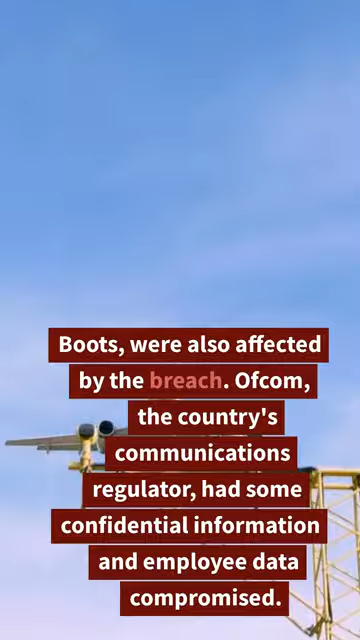 Boots, were also affected
by the breach. Ofcom,
the country's
communications
regulator, had some
confidential information
and employee data
compromised.